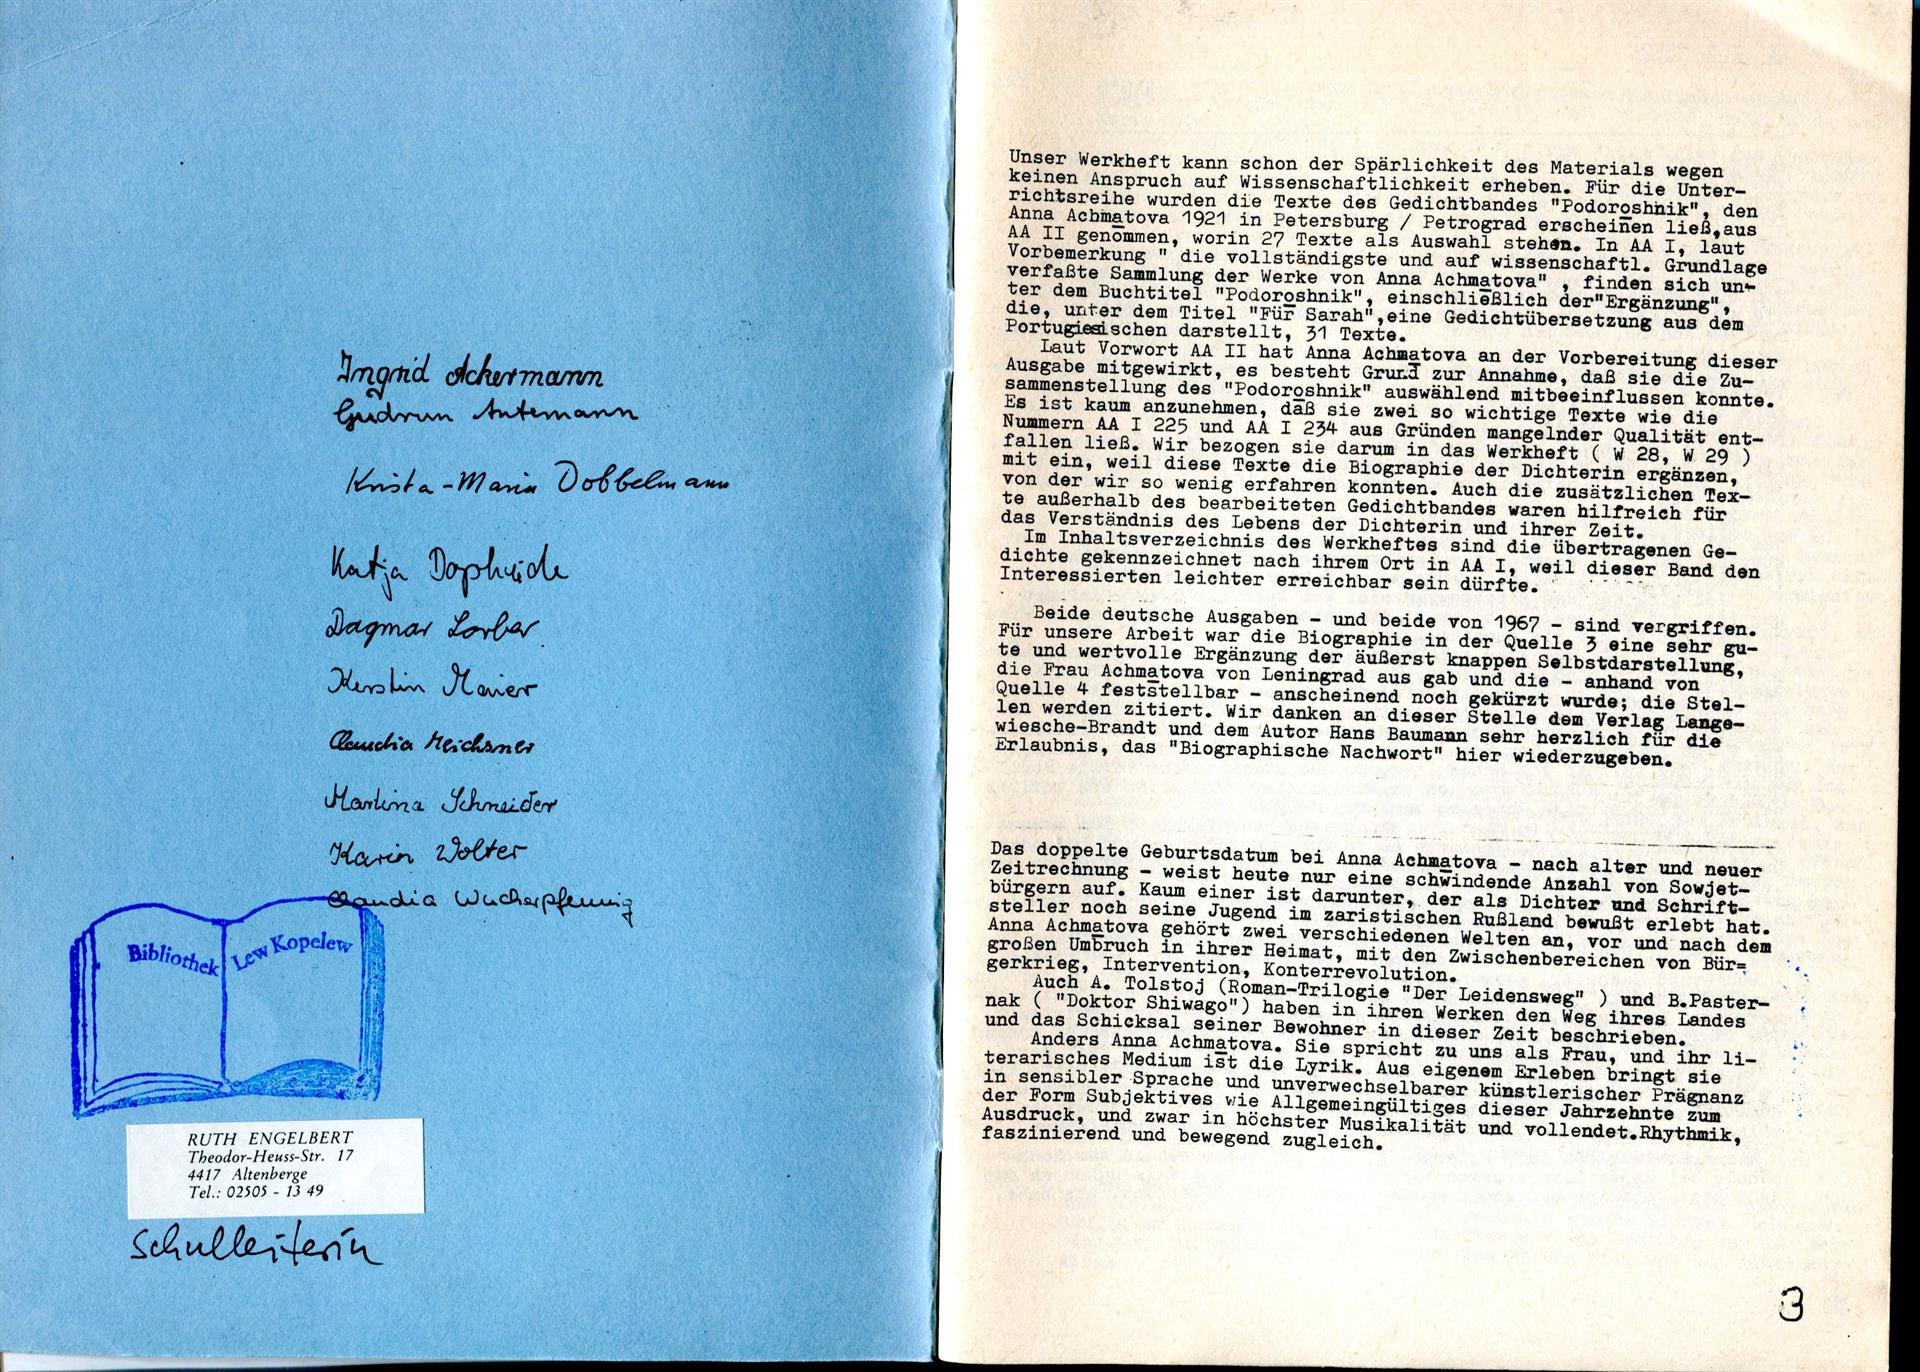 Ingrid Ackermann
Gudrun Antemann
Krista-Maria Dobbelmann
Katja Dopheide
Dagmar Lorber
Kerstin Maier
Claudia Meichsner
Martina Schneider
Karin Wolter
Claudia Wucherpfennig
Bibliothek Lew Kopelew
RUTH ENGELBERT
Theodor-Heuss-Str. 17
4417 Altenberge
Tel.: 02505 - 13 49
Schulleiterin
Unser Werkheft kann schon der Spärlichkeit des Materials wegen
keinen Anspruch auf Wissenschaftlichkeit erheben. Für die Unter-
richtsreihe wurden die Texte des Gedichtbandes "Podoroshnik", den
Anna Achmatova 1921 in Petersburg / Petrograd erscheinen ließ,aus
AA II genommen, worin 27 Texte als Auswahl stehen. In AA I, laut
Vorbemerkung " die vollständigste und auf wissenschaftl. Grundlage
verfaßte Sammlung der Werke von Anna Achmatova" , finden sich un-
ter dem Buchtitel "Podoroshnik", einschließlich der"Ergänzung",
die, unter dem Titel "Für Sarah",eine Gedichtübersetzung aus dem
Portugiesischen darstellt, 31 Texte.
Laut Vorwort AA II hat Anna Achmatova an der Vorbereitung dieser
Ausgabe mitgewirkt, es besteht Grund zur Annahme, daß sie die Zu-
sammenstellung des "Podoroshnik" auswählend mitbeeinflussen konnte.
Es ist kaum anzunehmen, daß sie zwei so wichtige Texte wie die
Nummern AA I 225 und AA I 234 aus Gründen mangelnder Qualität ent-
fallen ließ. Wir bezogen sie darum in das Werkheft ( W 28, W 29 )
mit ein, weil diese Texte die Biographie der Dichterin ergänzen,
von der wir so wenig erfahren konnten. Auch die zusätzlichen Tex-
te außerhalb des bearbeiteten Gedichtbandes waren hilfreich für
das Verständnis des Lebens der Dichterin und ihrer Zeit.
Im Inhaltsverzeichnis des Werkheftes sind die übertragenen Ge-
dichte gekennzeichnet nach ihrem Ort in AA I, weil dieser Band den
Interessierten leichter erreichbar sein dürfte.
Beide deutsche Ausgaben - und beide von 1967 - sind vergriffen.
Für unsere Arbeit war die Biographie in der Quelle 3 eine sehr gu-
te und wertvolle Ergänzung der äußerst knappen Selbstdarstellung,
die Frau Achmatova von Leningrad aus gab und die - anhand von
Quelle 4 feststellbar - anscheinend noch gekürzt wurde; die Stel-
len werden zitiert. Wir danken an dieser Stelle dem Verlag Lange-
wiesche-Brandt und dem Autor Hans Baumann sehr herzlich für die
Erlaubnis, das "Biographische Nachwort" hier wiederzugeben.
Das doppelte Geburtsdatum bei Anna Achmatova - nach alter und neuer
Zeitrechnung - weist heute nur eine schwindende Anzahl von Sowjet-
bürgern auf. Kaum einer ist darunter, der als Dichter und Schrift-
steller noch seine Jugend im zaristischen Rußland bewußt erlebt hat.
Anna Achmatova gehört zwei verschiedenen Welten an, vor und nach dem
großen Umbruch in ihrer Heimat, mit den Zwischenbereichen von Bür=
gerkrieg, Intervention, Konterrevolution.
Auch A. Tolstoj (Roman-Trilogie "Der Leidensweg" ) und B.Paster-
nak ( "Doktor Shiwago") haben in ihren Werken den Weg ihres Landes
und das Schicksal seiner Bewohner in dieser Zeit beschrieben.
Anders Anna Achmatova. Sie spricht zu uns als Frau, und ihr li-
terarisches Medium ist die Lyrik. Aus eigenem Erleben bringt sie
in sensibler Sprache und unverwechselbarer künstlerischer Prägnanz
der Form Subjektives wie Allgemeingültiges dieser Jahrzehnte zum
Ausdruck, und zwar in höchster Musikalität und vollendet.Rhythmik,
faszinierend und bewegend zugleich.
3